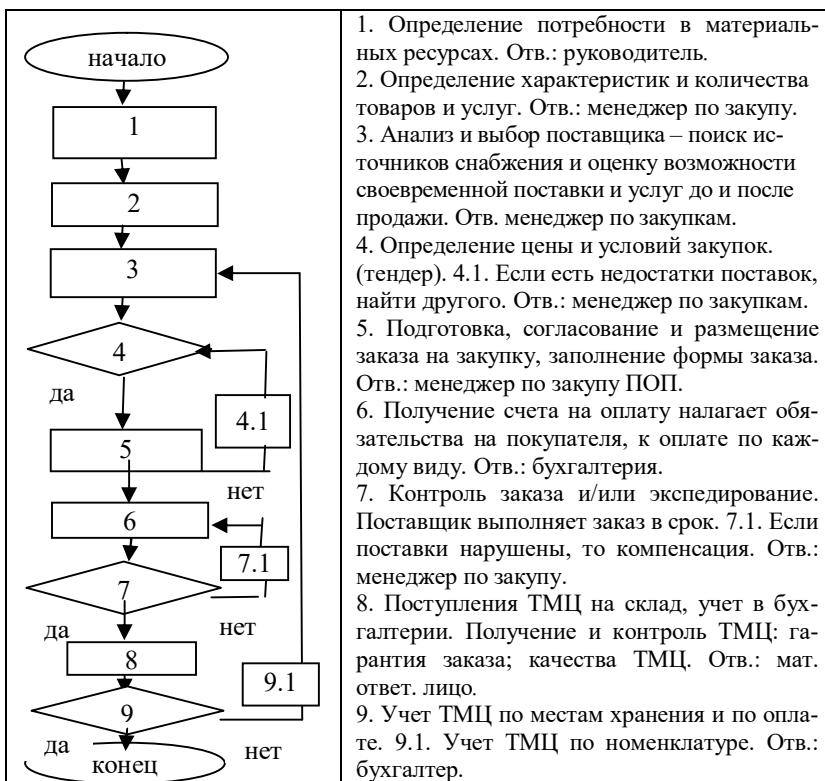 начало
1
2
3
4
да
4.1
5
нет
6
7.1
7
да
нет
8
9.1
9
да
нет
конец
1. Определение потребности в материаль-
ных ресурсах. Отв.: руководитель.
2. Определение характеристик и количества
товаров и услуг. Отв.: менеджер по закупу.
3. Анализ и выбор поставщика – поиск ис-
точников снабжения и оценку возможности
своевременной поставки и услуг до и после
продажи. Отв. менеджер по закупкам.
4. Определение цены и условий закупок.
(тендер). 4.1. Если есть недостатки поставок,
найти другого. Отв.: менеджер по закупкам.
5. Подготовка, согласование и размещение
заказа на закупку, заполнение формы заказа.
Отв.: менеджер по закупу ПОП.
6. Получение счета на оплату налагает обя-
зательства на покупателя, к оплате по каж-
дому виду. Отв.: бухгалтерия.
7. Контроль заказа и/или экспедирование.
Поставщик выполняет заказ в срок. 7.1. Если
поставки нарушены, то компенсация. Отв.:
менеджер по закупу.
8. Поступления ТМЦ на склад, учет в бух-
галтерии. Получение и контроль ТМЦ: га-
рантия заказа; качества ТМЦ. Отв.: мат.
ответ. лицо.
9. Учет ТМЦ по местам хранения и по опла-
те. 9.1. Учет ТМЦ по номенклатуре. Отв.:
бухгалтер.